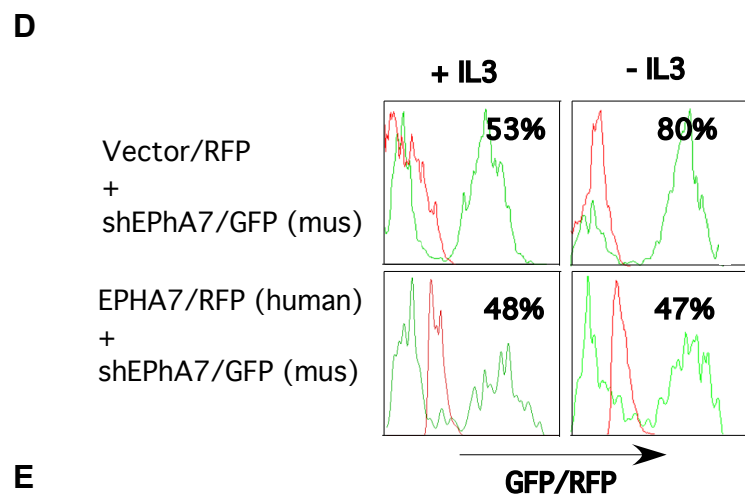 D
+ IL3
- IL3
Vector/RFP
+
shEPhA7/GFP (mus)
53%
80%
EPHA7/RFP (human)
+
shEPhA7/GFP (mus)
48%
47%
GFP/RFP
E